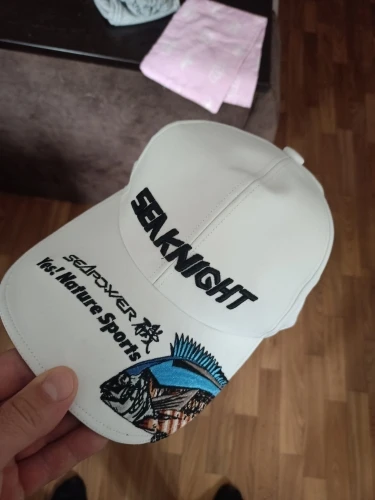 SEAKNIGHT
SEAPOWER 磯
Yes! Nature Sports